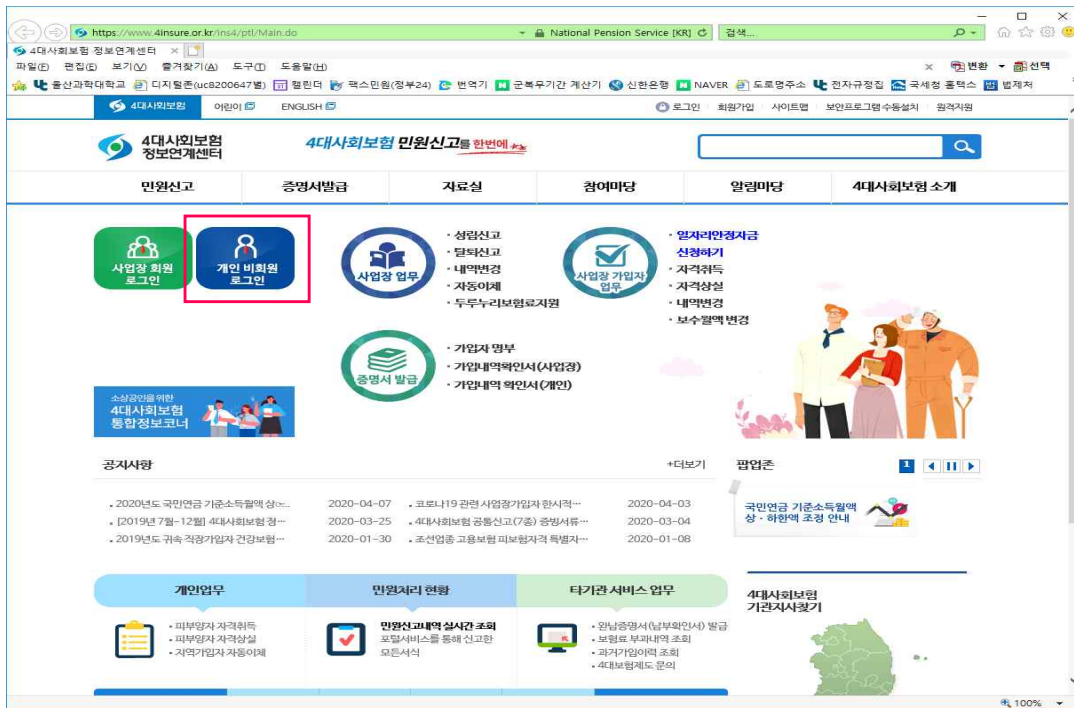 https://www.4insure.or.kr/ins4/ptl/Main.do
National Pension Service [KR]
검색...
4대사회보험 정보연계센터
파일(F) 편집(E) 보기(V) 즐겨찾기(A) 도구(T) 도움말(H)
변환 선택
울산과학대학교 디지털존(uc8200647별) 캘린더 팩스민원(정부24) 번역기 군복무기간 계산기 신한은행 NAVER 도로명주소 전자규정집 국세청 홈택스 법제처
4대사회보험 어린이 ENGLISH
로그인 회원가입 사이트맵 보안프로그램 수동설치 원격지원
4대사회보험
정보연계센터
4대사회보험 민원신고를 한번에
민원신고 증명서발급 자료실 참여마당 알림마당 4대사회보험 소개
사업장 회원
로그인
개인 비회원
로그인
사업장 업무
· 성립신고
· 탈퇴신고
· 내역변경
· 자동이체
· 두루누리보험료지원
사업장 가입자
업무
· 일자리안정자금
신청하기
· 자격취득
· 자격상실
· 내역변경
· 보수월액 변경
증명서 발급
· 가입자 명부
· 가입내역확인서(사업장)
· 가입내역 확인서(개인)
소상공인을 위한
4대사회보험
통합정보코너
공지사항
+더보기
팝업존
1
2020년도 국민연금 기준소득월액 상·… 2020-04-07
코로나19 관련 사업장가입자 한시적… 2020-04-03
[2019년 7월~12월] 4대사회보험 정… 2020-03-25
4대사회보험 공통신고(7종) 증빙서류… 2020-03-04
2019년도 귀속 직장가입자 건강보험… 2020-01-30
조선업종 고용보험 피보험자격 특별자… 2020-01-08
국민연금 기준소득월액
상·하한액 조정 안내
개인업무
민원처리 현황
타기관 서비스 업무
4대사회보험
기관지사찾기
· 피부양자 자격취득
· 피부양자 자격상실
· 지역가입자 자동이체
민원신고내역 실시간 조회
포털서비스를 통해 신고한
모든서식
· 완납증명서(납부확인서) 발급
· 보험료 부과내역 조회
· 과거가입이력 조회
· 4대보험제도 문의
100%